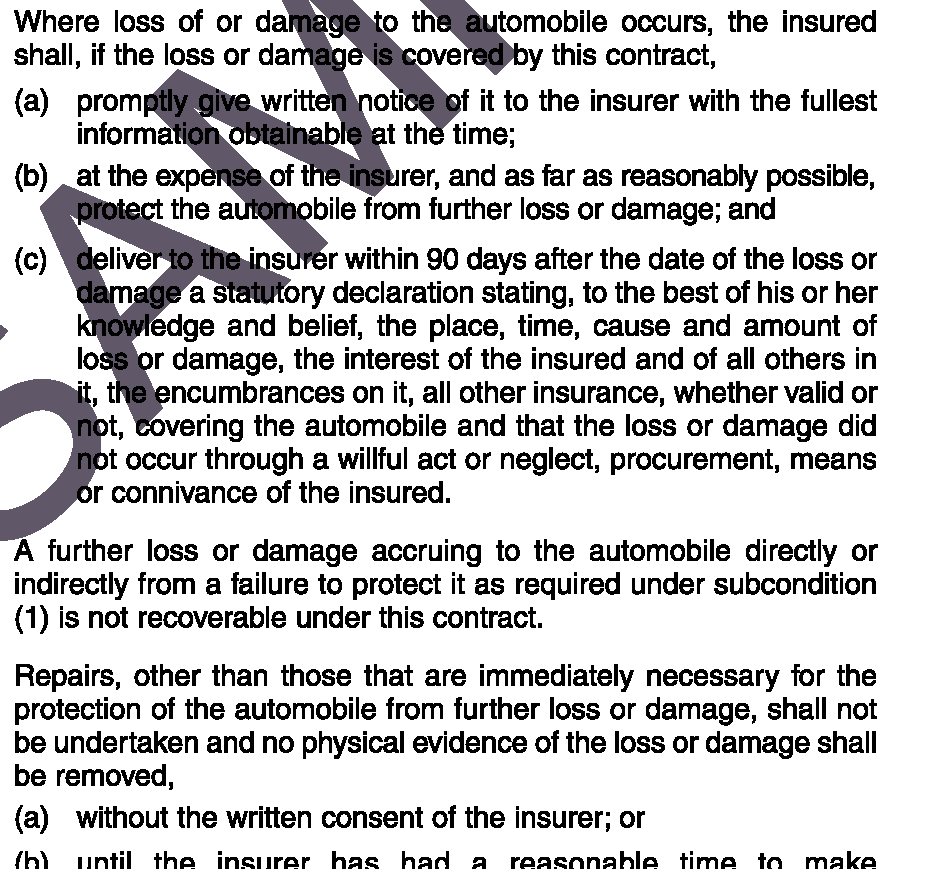 Where loss of or damage to the automobile occurs, the insured
shall, if the loss or damage is covered by this contract,
(a) promptly give written notice of it to the insurer with the fullest
information obtainable at the time;
(b) at the expense of the insurer, and as far as reasonably possible,
protect the automobile from further loss or damage; and
(c) deliver to the insurer within 90 days after the date of the loss or
damage a statutory declaration stating, to the best of his or her
knowledge and belief, the place, time, cause and amount of
loss or damage, the interest of the insured and of all others in
it, the encumbrances on it, all other insurance, whether valid or
not, covering the automobile and that the loss or damage did
not occur through a willful act or neglect, procurement, means
or connivance of the insured.
A further loss or damage accruing to the automobile directly or
indirectly from a failure to protect it as required under subcondition
(1) is not recoverable under this contract.
Repairs, other than those that are immediately necessary for the
protection of the automobile from further loss or damage, shall not
be undertaken and no physical evidence of the loss or damage shall
be removed,
(a) without the written consent of the insurer; or
(b) until the insurer has had a reasonable time to make
SAM